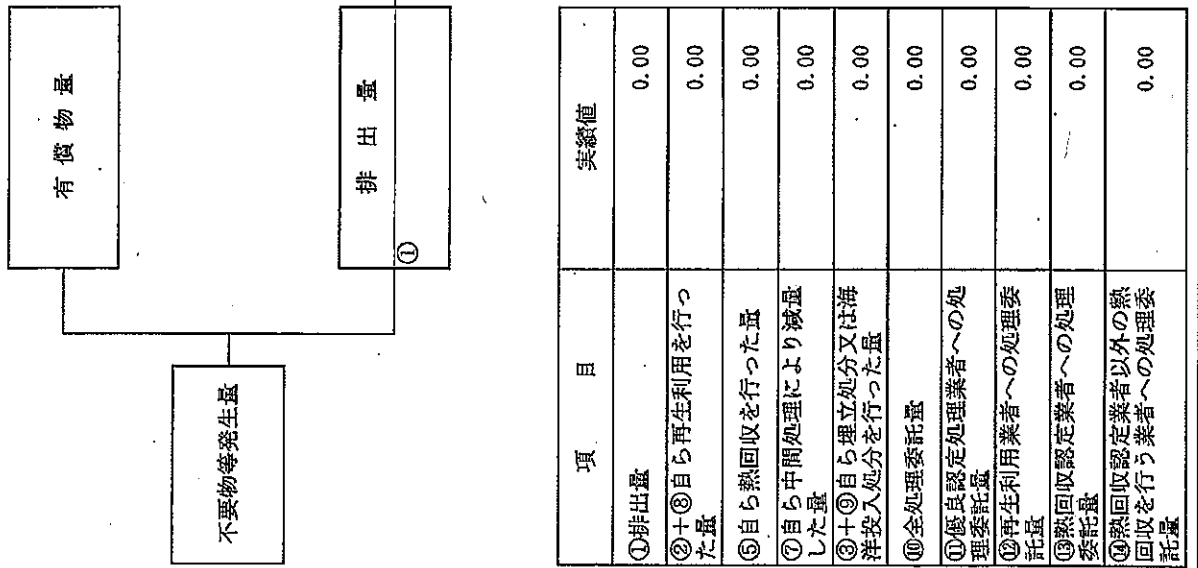 不要物等発生量
有償物量
排出量
①
項目 実績値
①排出量 0.00
②+⑧自ら再生利用を行っ
た量 0.00
⑤自ら熱回収を行った量 0.00
⑦自ら中間処理により減量
した量 0.00
③+⑨自ら埋立処分又は海
洋投入処分を行った量 0.00
⑩全処理委託量 0.00
⑪優良認定処理業者への処
理委託量 0.00
⑫再生利用業者への処理委
託量 0.00
⑬熱回収認定業者への処理
委託量 0.00
⑭熱回収認定業者以外の熱
回収を行う業者への処理委
託量 0.00